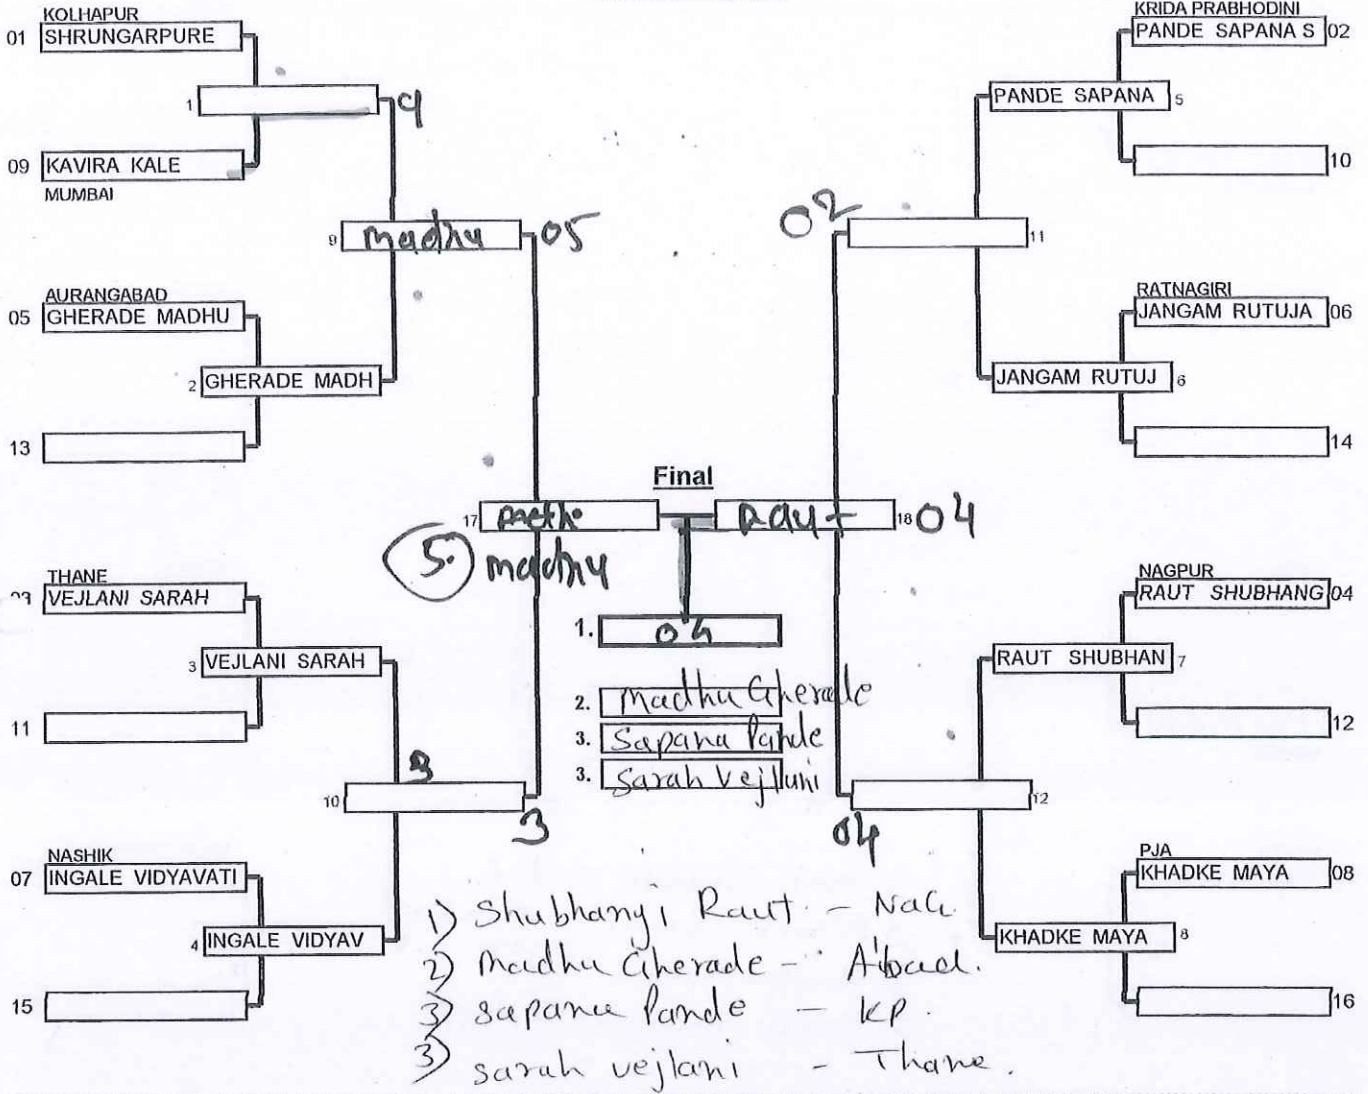 KOLHAPUR
01 SHRUNGARPURE
1 9
09 KAVIRA KALE
MUMBAI
9 madhu 05
AURANGABAD
05 GHERADE MADHU
2 GHERADE MADH
13
17
5. madhu
THANE
VEJLANI SARAH
3 VEJLANI SARAH
11
3
10
3
NASHIK
07 INGALE VIDYAVATI
4 INGALE VIDYAV
15
Final
1. 04
2. Madhu Gherade
3. Sapana Pande
3. Sarah Vejlani
KRIDA PRABHODINI
PANDE SAPANA S 02
PANDE SAPANA 5
10
02
11
RATNAGIRI
JANGAM RUTUJA 06
JANGAM RUTUJ 6
14
Raut 18 04
NAGPUR
RAUT SHUBHANG 04
RAUT SHUBHAN 7
12
12
04
PJA
KHADKE MAYA 08
KHADKE MAYA 8
16
1) Shubhangi Raut - NAG.
2) Madhu Gherade - A'bad.
3) Sapana Pande - KP.
3) sarah vejlani - Thane.